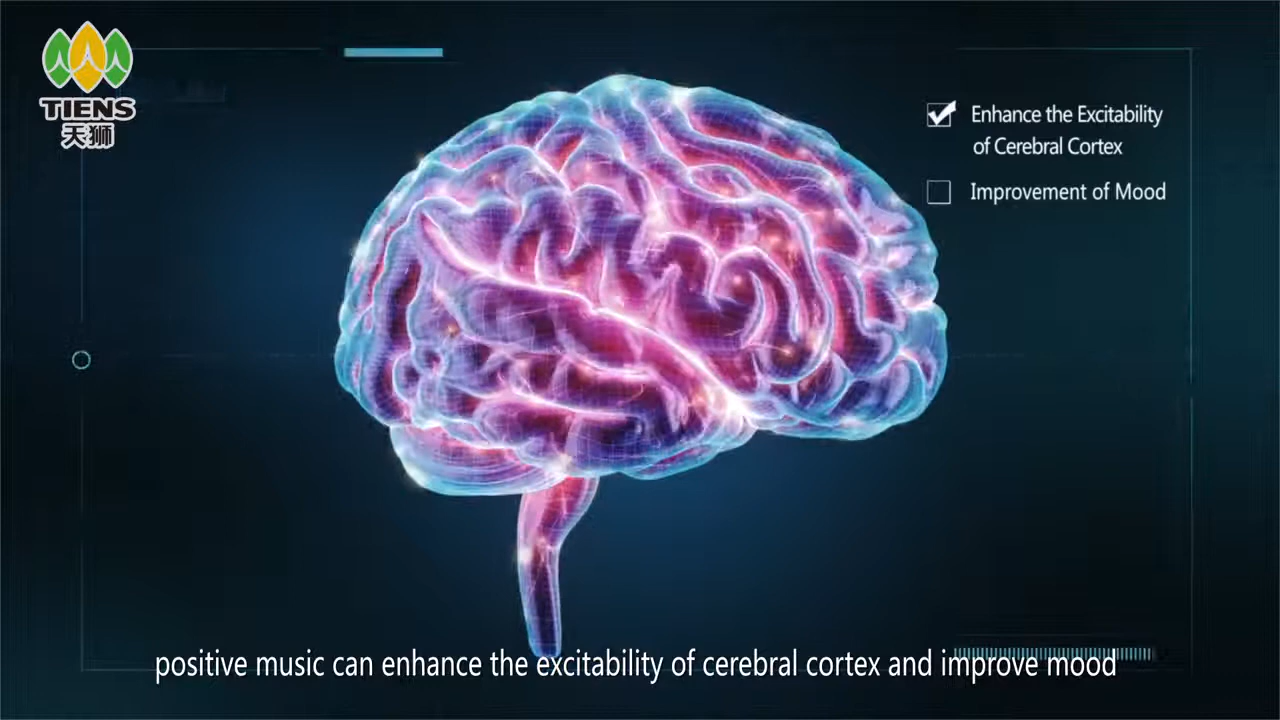 TIENS
天狮
Enhance the Excitability
of Cerebral Cortex
Improvement of Mood
positive music can enhance the excitability of cerebral cortex and improve mood